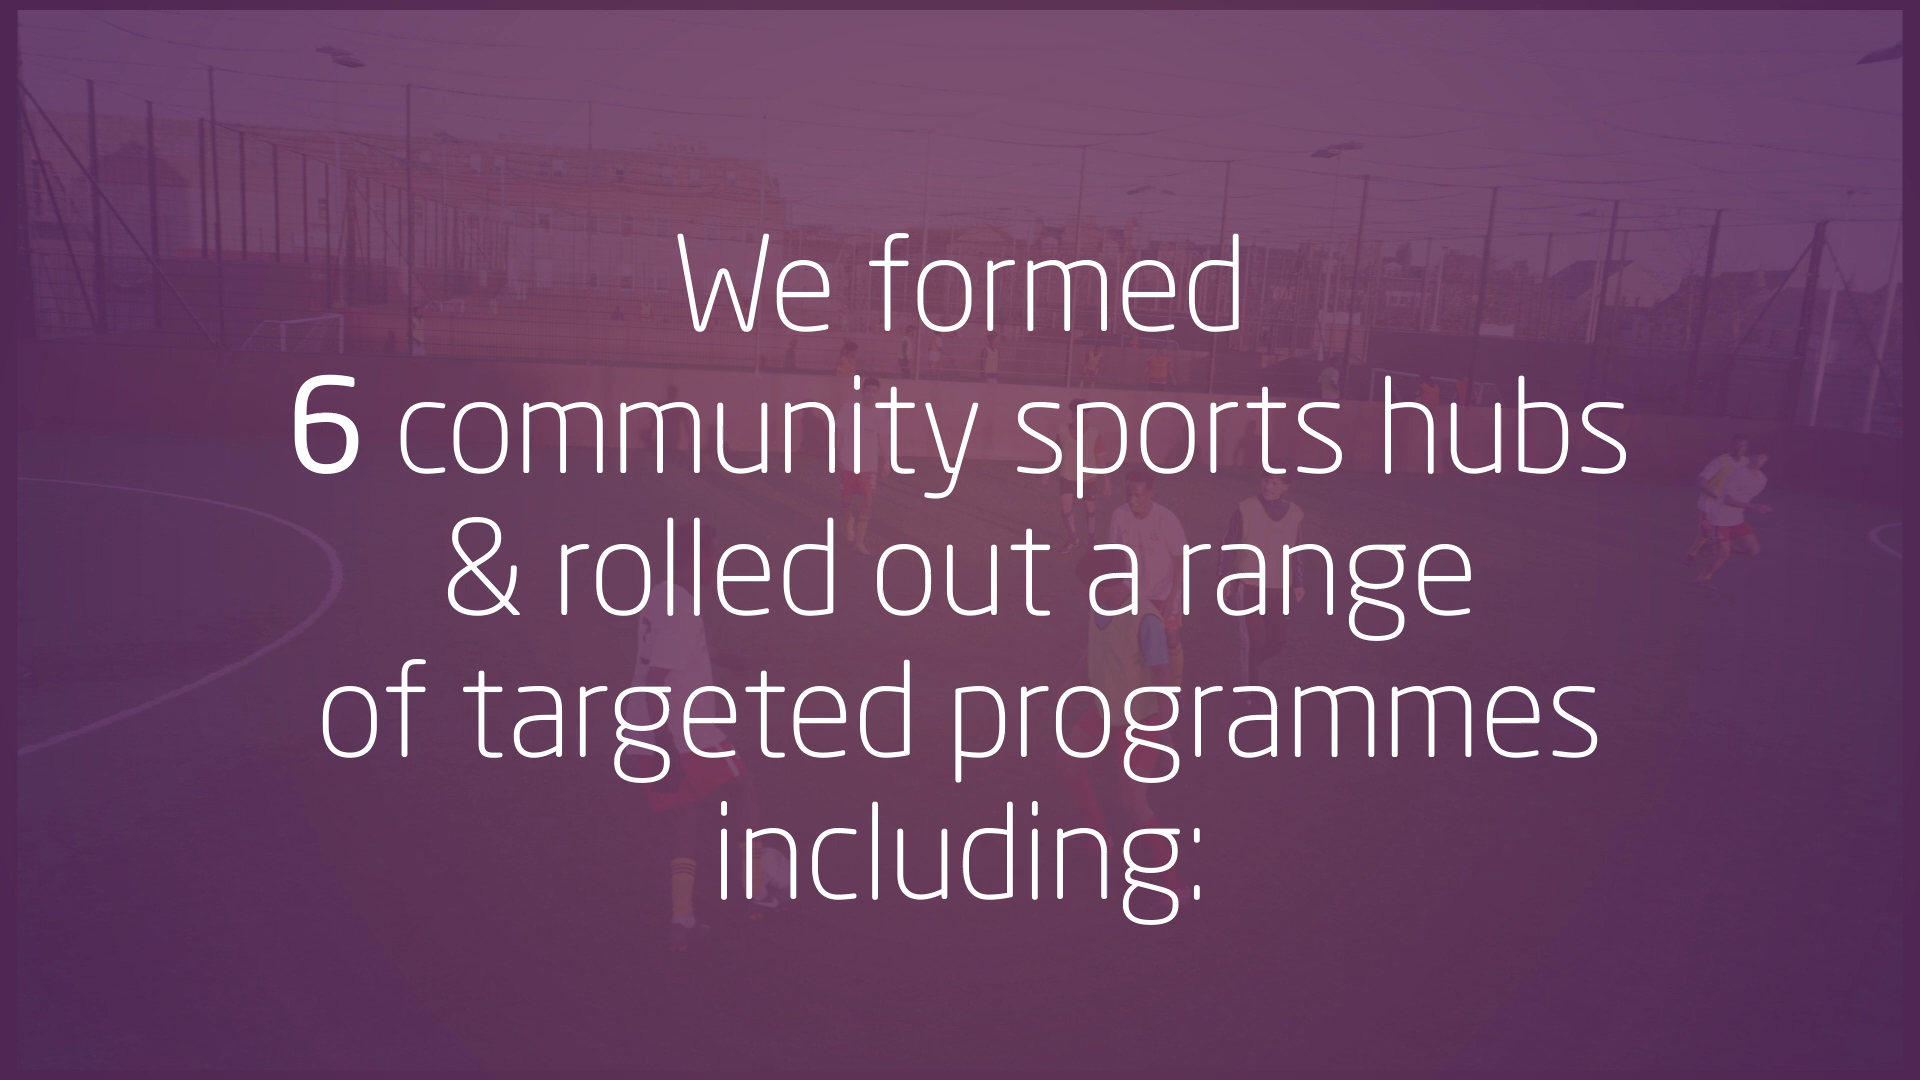 We formed
6 community sports hubs
& rolled out a range
of targeted programmes
including: